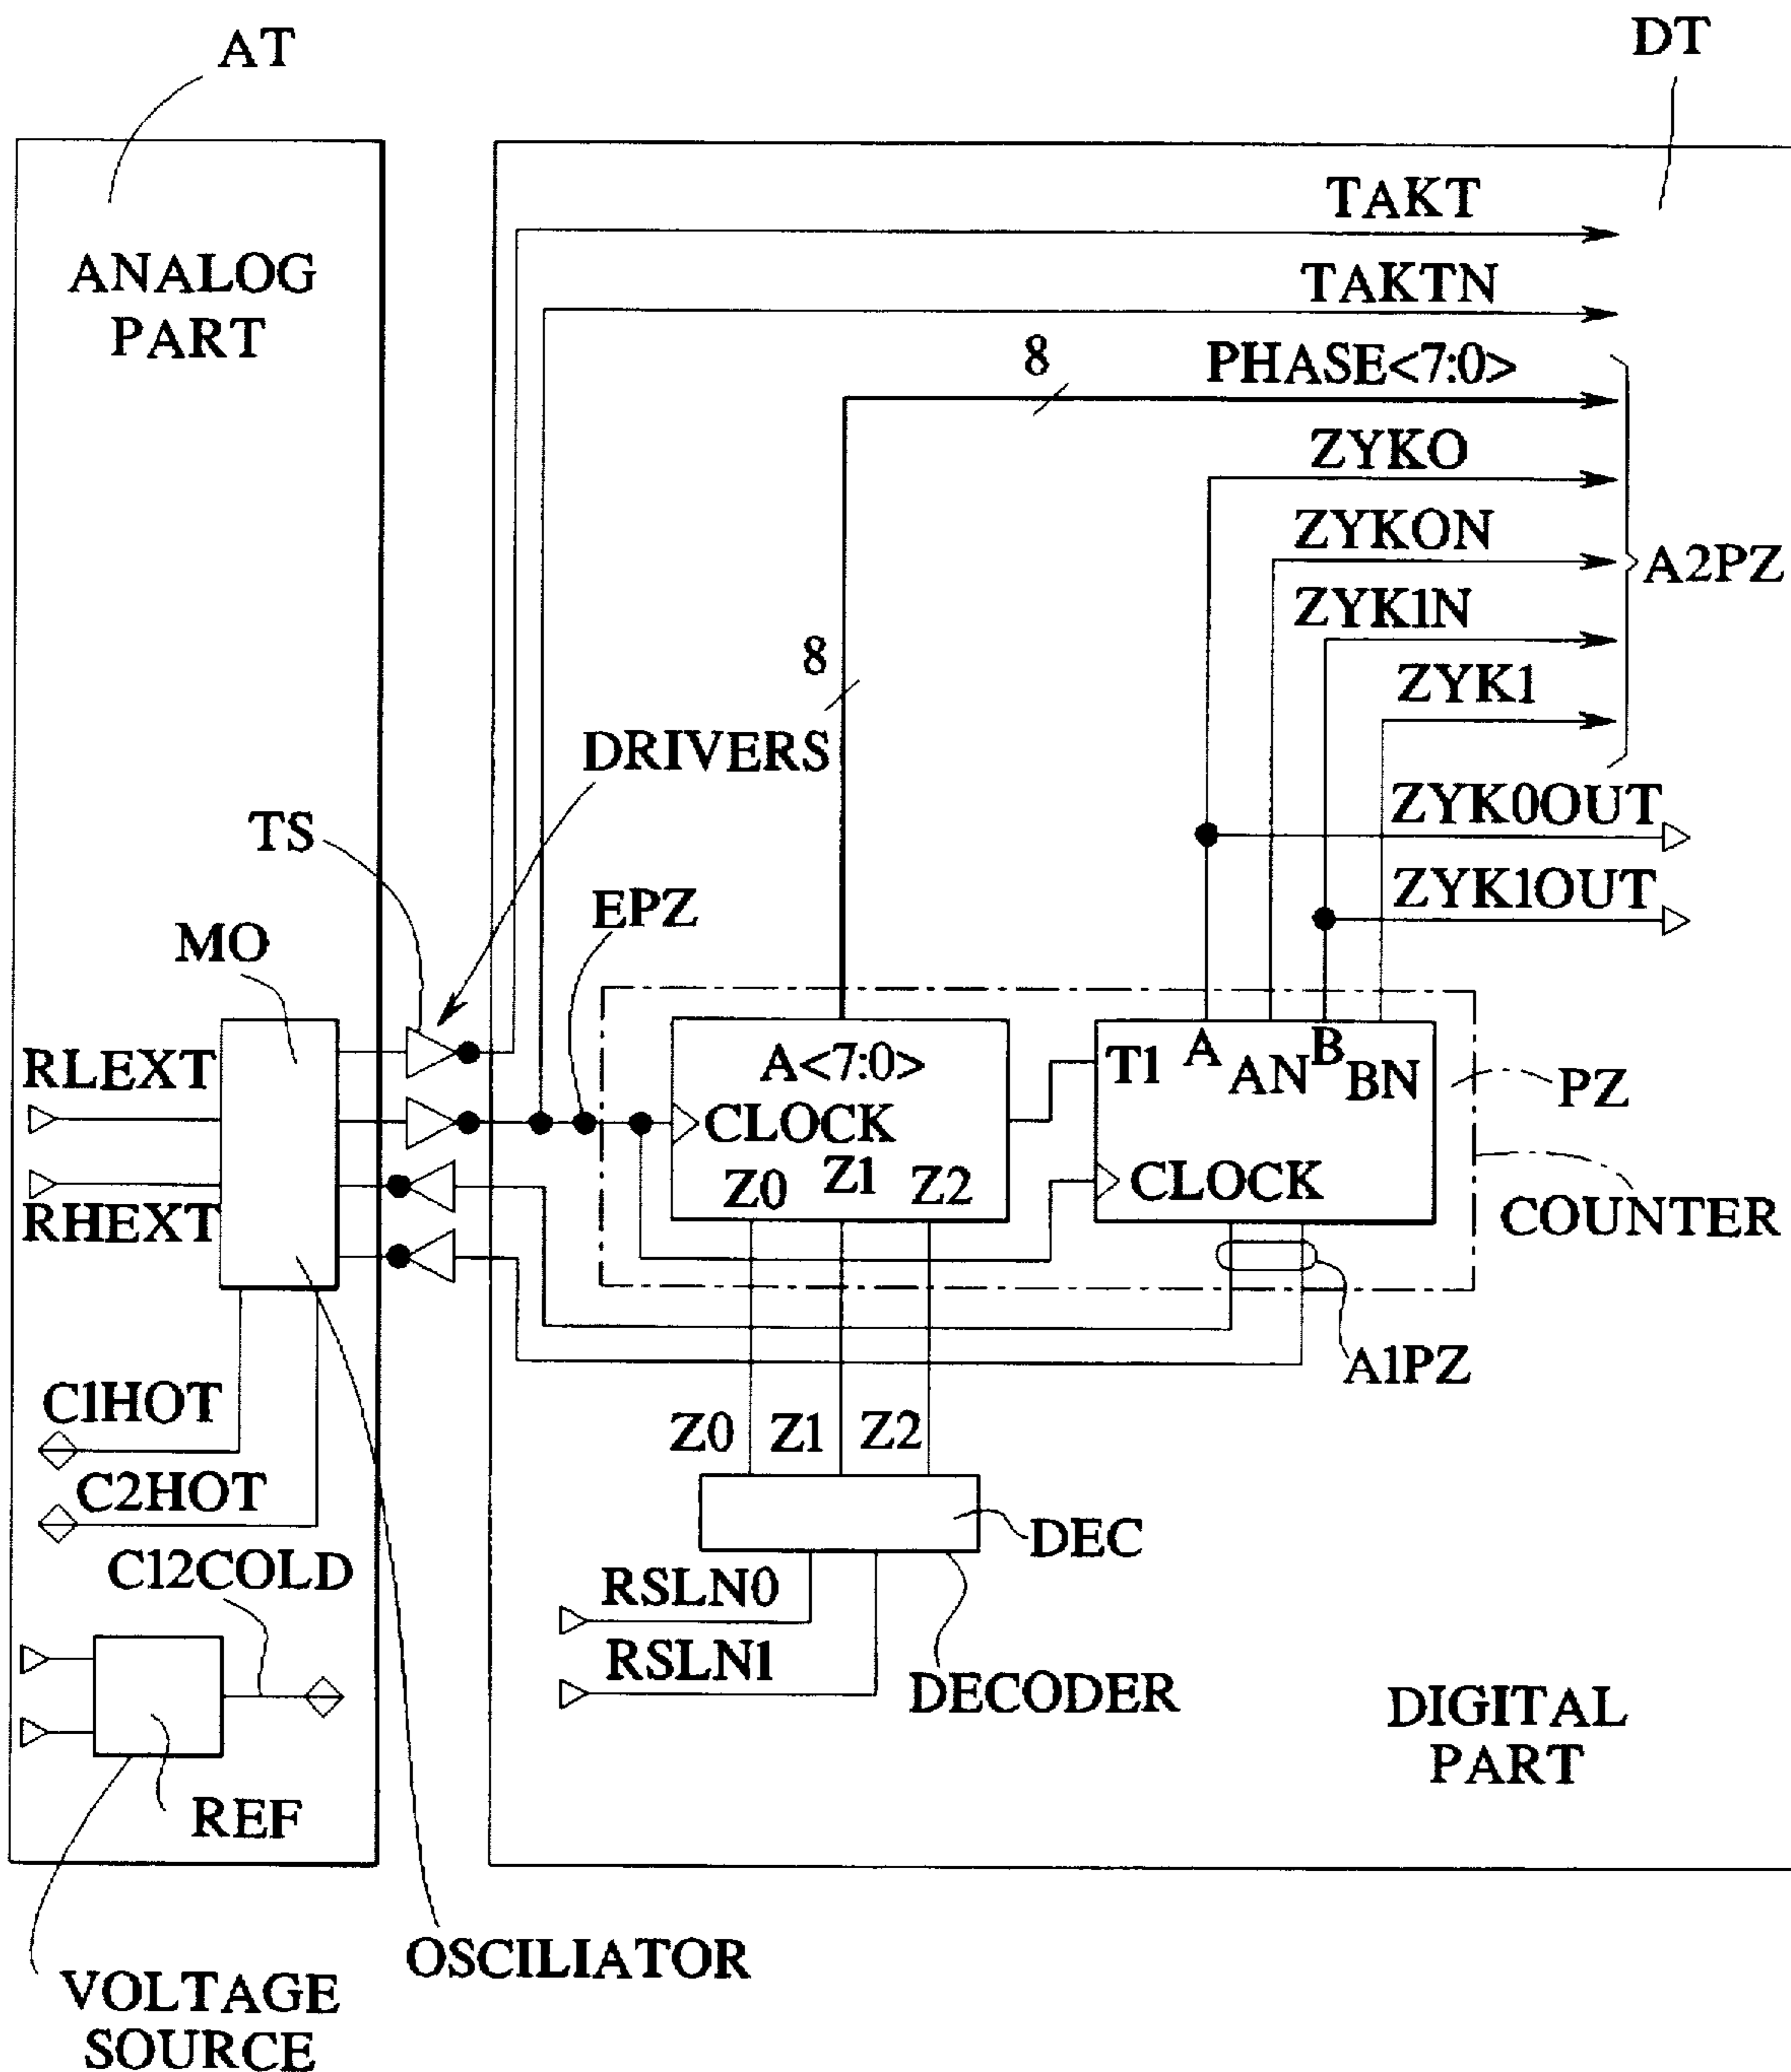 AT
DT
ANALOG
PART
TAKT
TAKTN
8
PHASE<7:0>
ZYKO
ZYKON
A2PZ
ZYK1N
8
ZYK1
DRIVERS
ZYK0OUT
TS
ZYK1OUT
EPZ
MO
RLEXT
A<7:0>
T1
A
AN
B
BN
PZ
CLOCK
Z0
Z1
Z2
CLOCK
RHEXT
COUNTER
A1PZ
C1HOT
Z0
Z1
Z2
C2HOT
DEC
C12COLD
RSLN0
RSLN1
DECODER
DIGITAL
PART
REF
OSCILIATOR
VOLTAGE
SOURCE